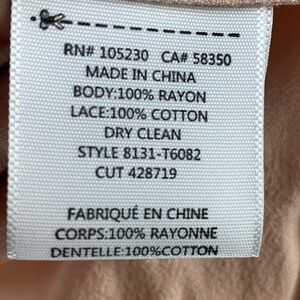 RN# 105230 CA# 58350
MADE IN CHINA
BODY:100% RAYON
LACE:100% COTTON
DRY CLEAN
STYLE 8131-T6082
CUT 428719
FABRIQUÉ EN CHINE
CORPS:100% RAYONNE
DENTELLE:100%COTTON